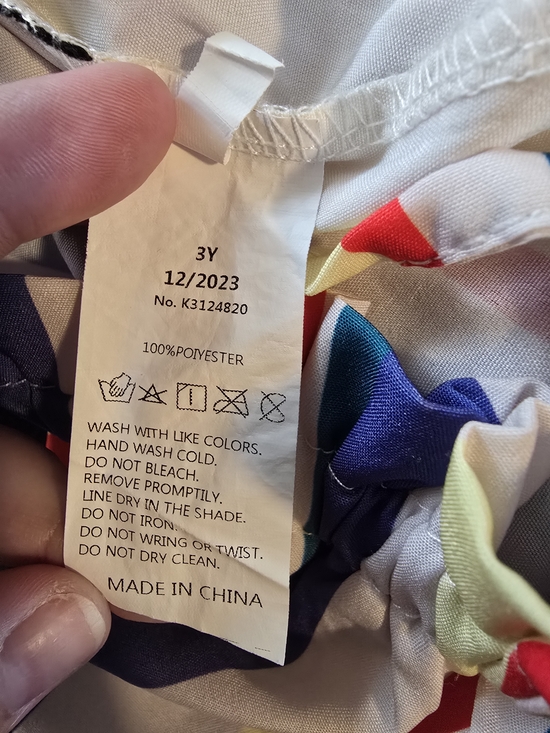 3Y
12/2023
No. K3124820
100%POIYESTER
WASH WITH LIKE COLORS.
HAND WASH COLD.
DO NOT BLEACH.
REMOVE PROMPTLY.
LINE DRY IN THE SHADE.
DO NOT IRON.
DO NOT WRING OR TWIST.
DO NOT DRY CLEAN.
MADE IN CHINA